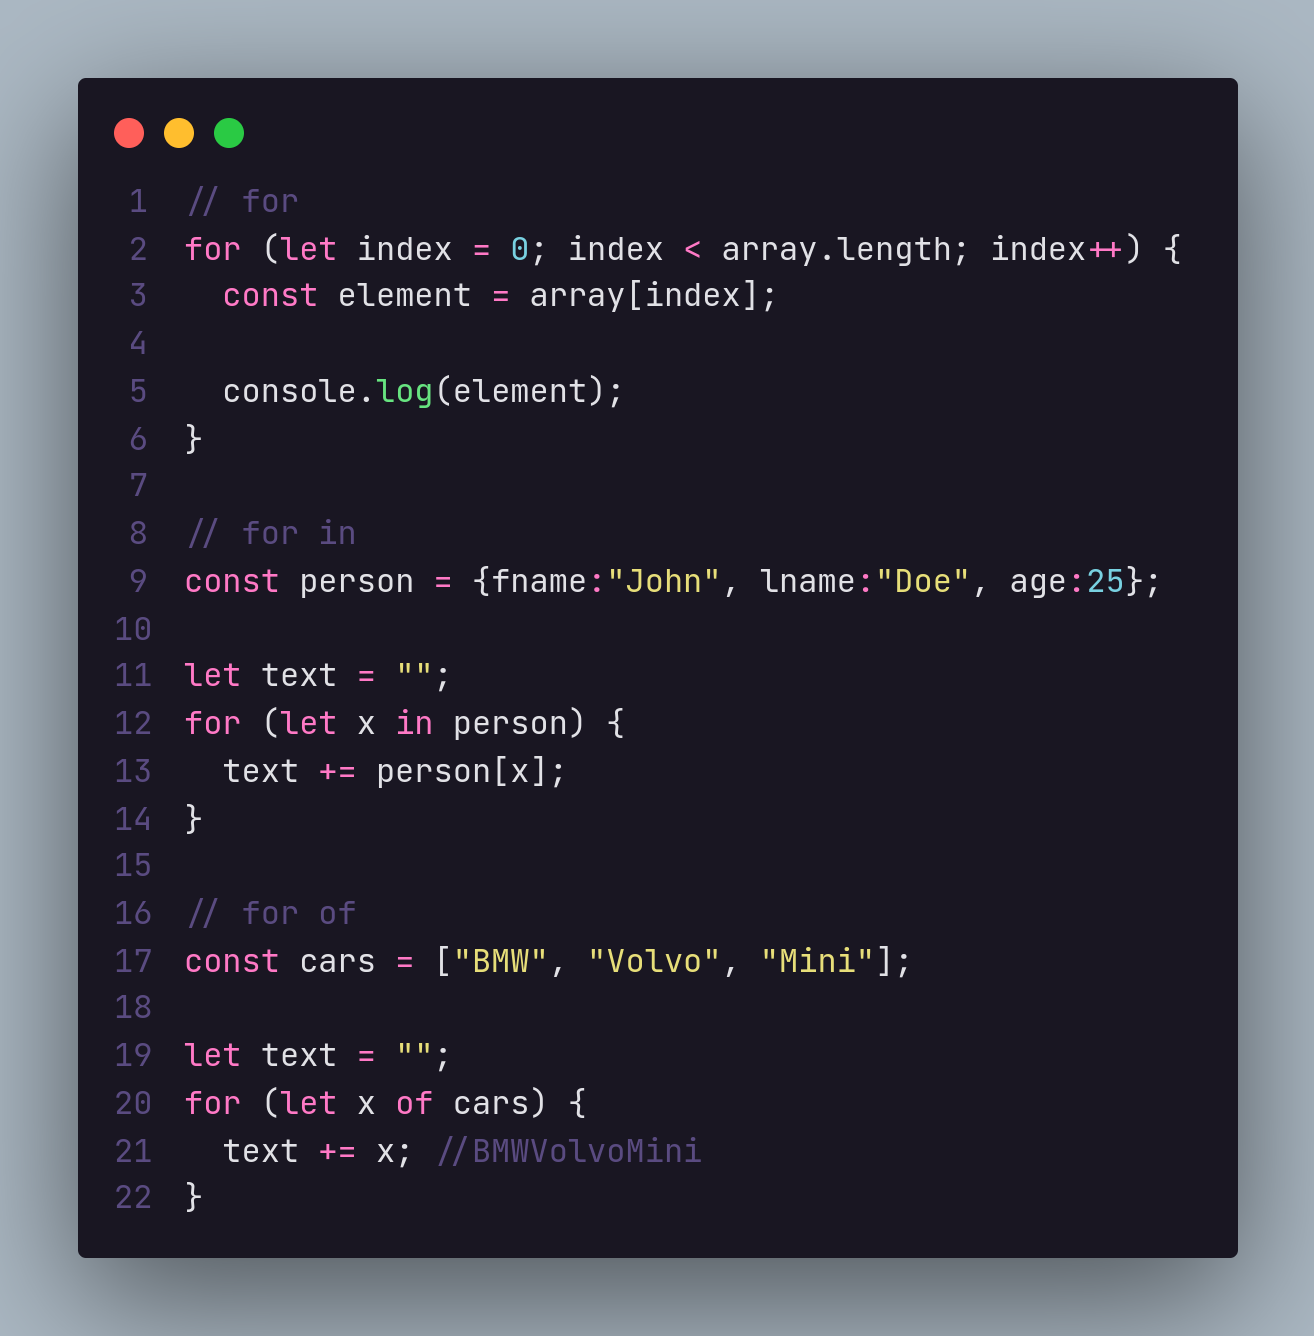 1 // for
2 for (let index = 0; index < array.length; index++) {
3   const element = array[index];
4
5   console.log(element);
6 }
7
8 // for in
9 const person = {fname:"John", lname:"Doe", age:25};
10
11 let text = "";
12 for (let x in person) {
13   text += person[x];
14 }
15
16 // for of
17 const cars = ["BMW", "Volvo", "Mini"];
18
19 let text = "";
20 for (let x of cars) {
21   text += x; //BMWVolvoMini
22 }